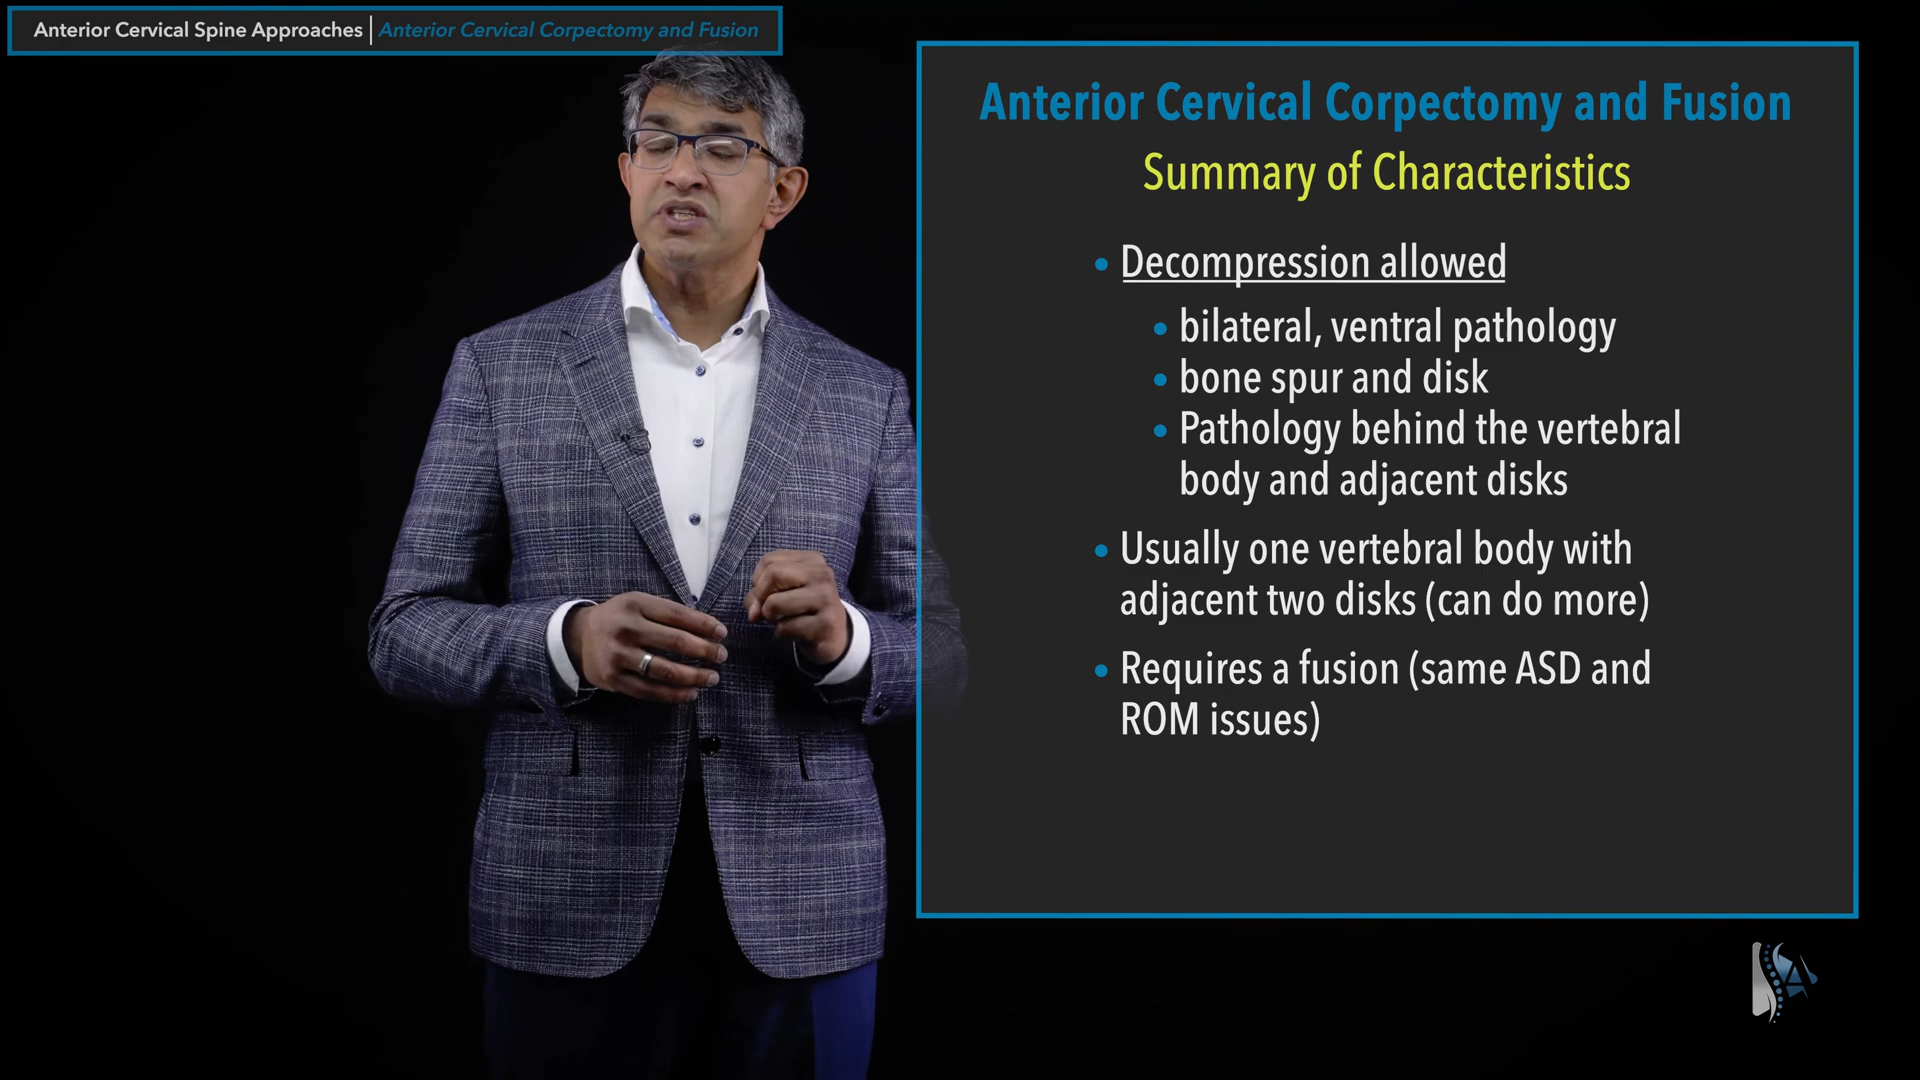 Anterior Cervical Spine Approaches | Anterior Cervical Corpectomy and Fusion
Anterior Cervical Corpectomy and Fusion
Summary of Characteristics
• Decompression allowed
• bilateral, ventral pathology
• bone spur and disk
• Pathology behind the vertebral
body and adjacent disks
• Usually one vertebral body with
adjacent two disks (can do more)
• Requires a fusion (same ASD and
ROM issues)
A